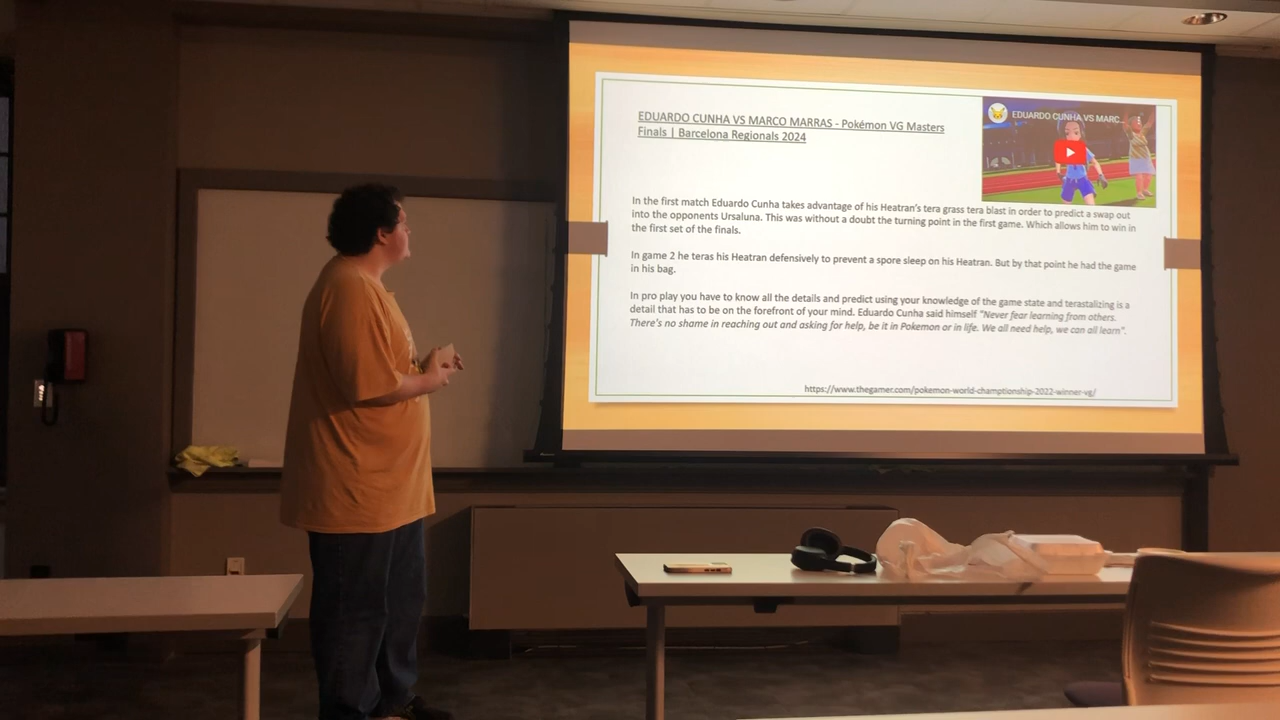 EDUARDO CUNHA VS MARCO MARRAS - Pokémon VG Masters
Finals | Barcelona Regionals 2024
EDUARDO CUNHA VS MARC...
In the first match Eduardo Cunha takes advantage of his Heatran's tera grass tera blast in order to predict a swap out
into the opponents Ursaluna. This was without a doubt the turning point in the first game. Which allows him to win in
the first set of the finals.
In game 2 he teras his Heatran defensively to prevent a spore sleep on his Heatran. But by that point he had the game
in his bag.
In pro play you have to know all the details and predict using your knowledge of the game state and terastalizing is a
detail that has to be on the forefront of your mind. Eduardo Cunha said himself "Never fear learning from others.
There's no shame in reaching out and asking for help, be it in Pokemon or in life. We all need help, we can all learn".
https://www.thegamer.com/pokemon-world-champtionship-2022-winner-vg/